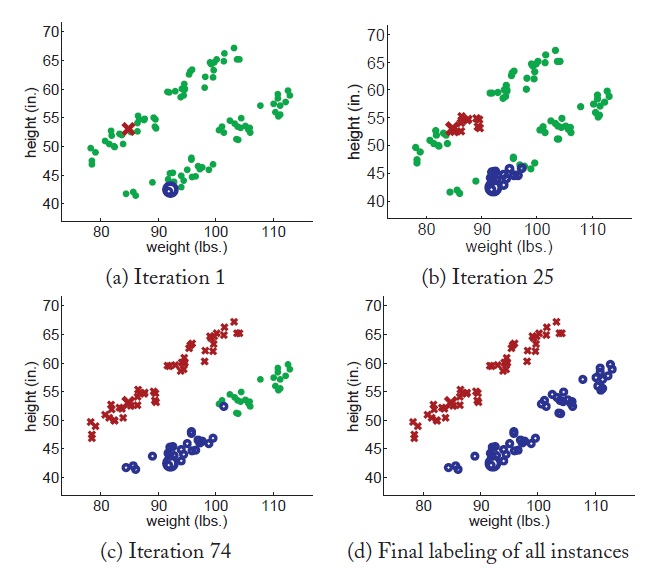 70
65
60
55
50
45
40
height (in.)
80 90 100 110
weight (lbs.)
(a) Iteration 1
70
65
60
55
50
45
40
height (in.)
80 90 100 110
weight (lbs.)
(b) Iteration 25
70
65
60
55
50
45
40
height (in.)
80 90 100 110
weight (lbs.)
(c) Iteration 74
70
65
60
55
50
45
40
height (in.)
80 90 100 110
weight (lbs.)
(d) Final labeling of all instances